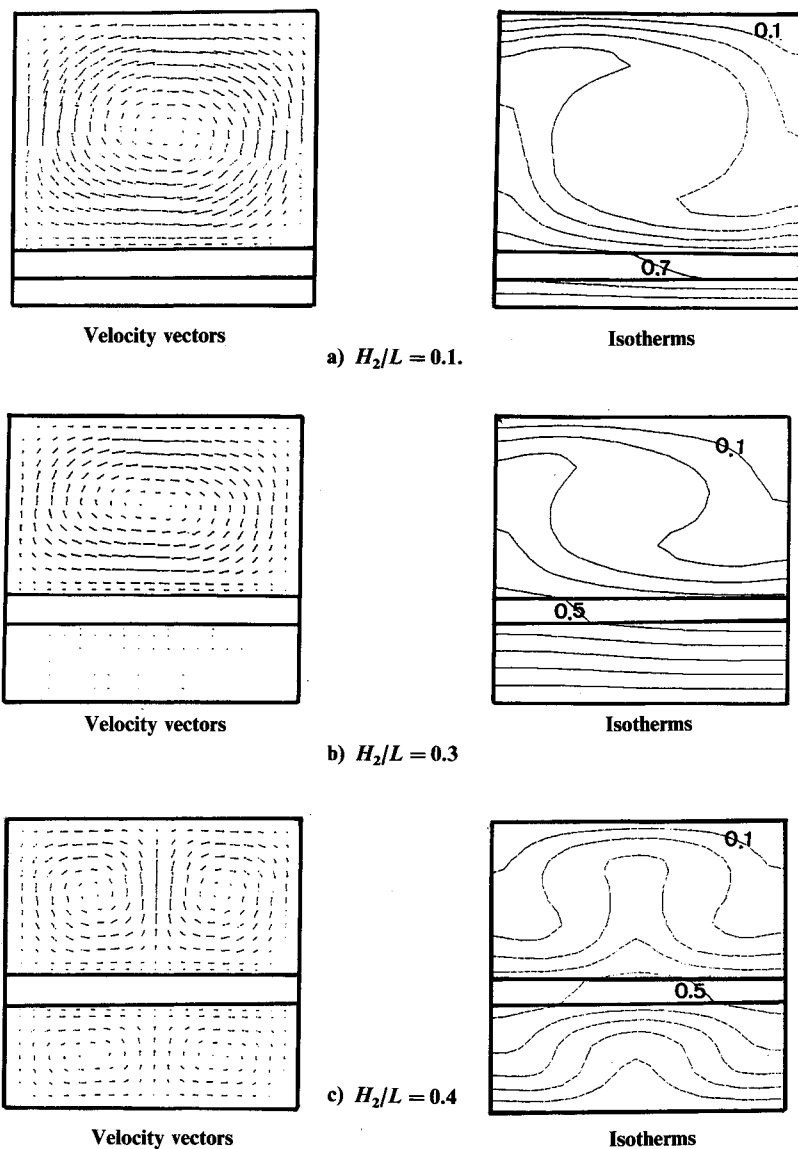 0.1
0.7
Velocity vectors
Isotherms
a) H₂/L = 0.1.
0.1
0.5
Velocity vectors
Isotherms
b) H₂/L = 0.3
0.1
0.5
c) H₂/L = 0.4
Velocity vectors
Isotherms